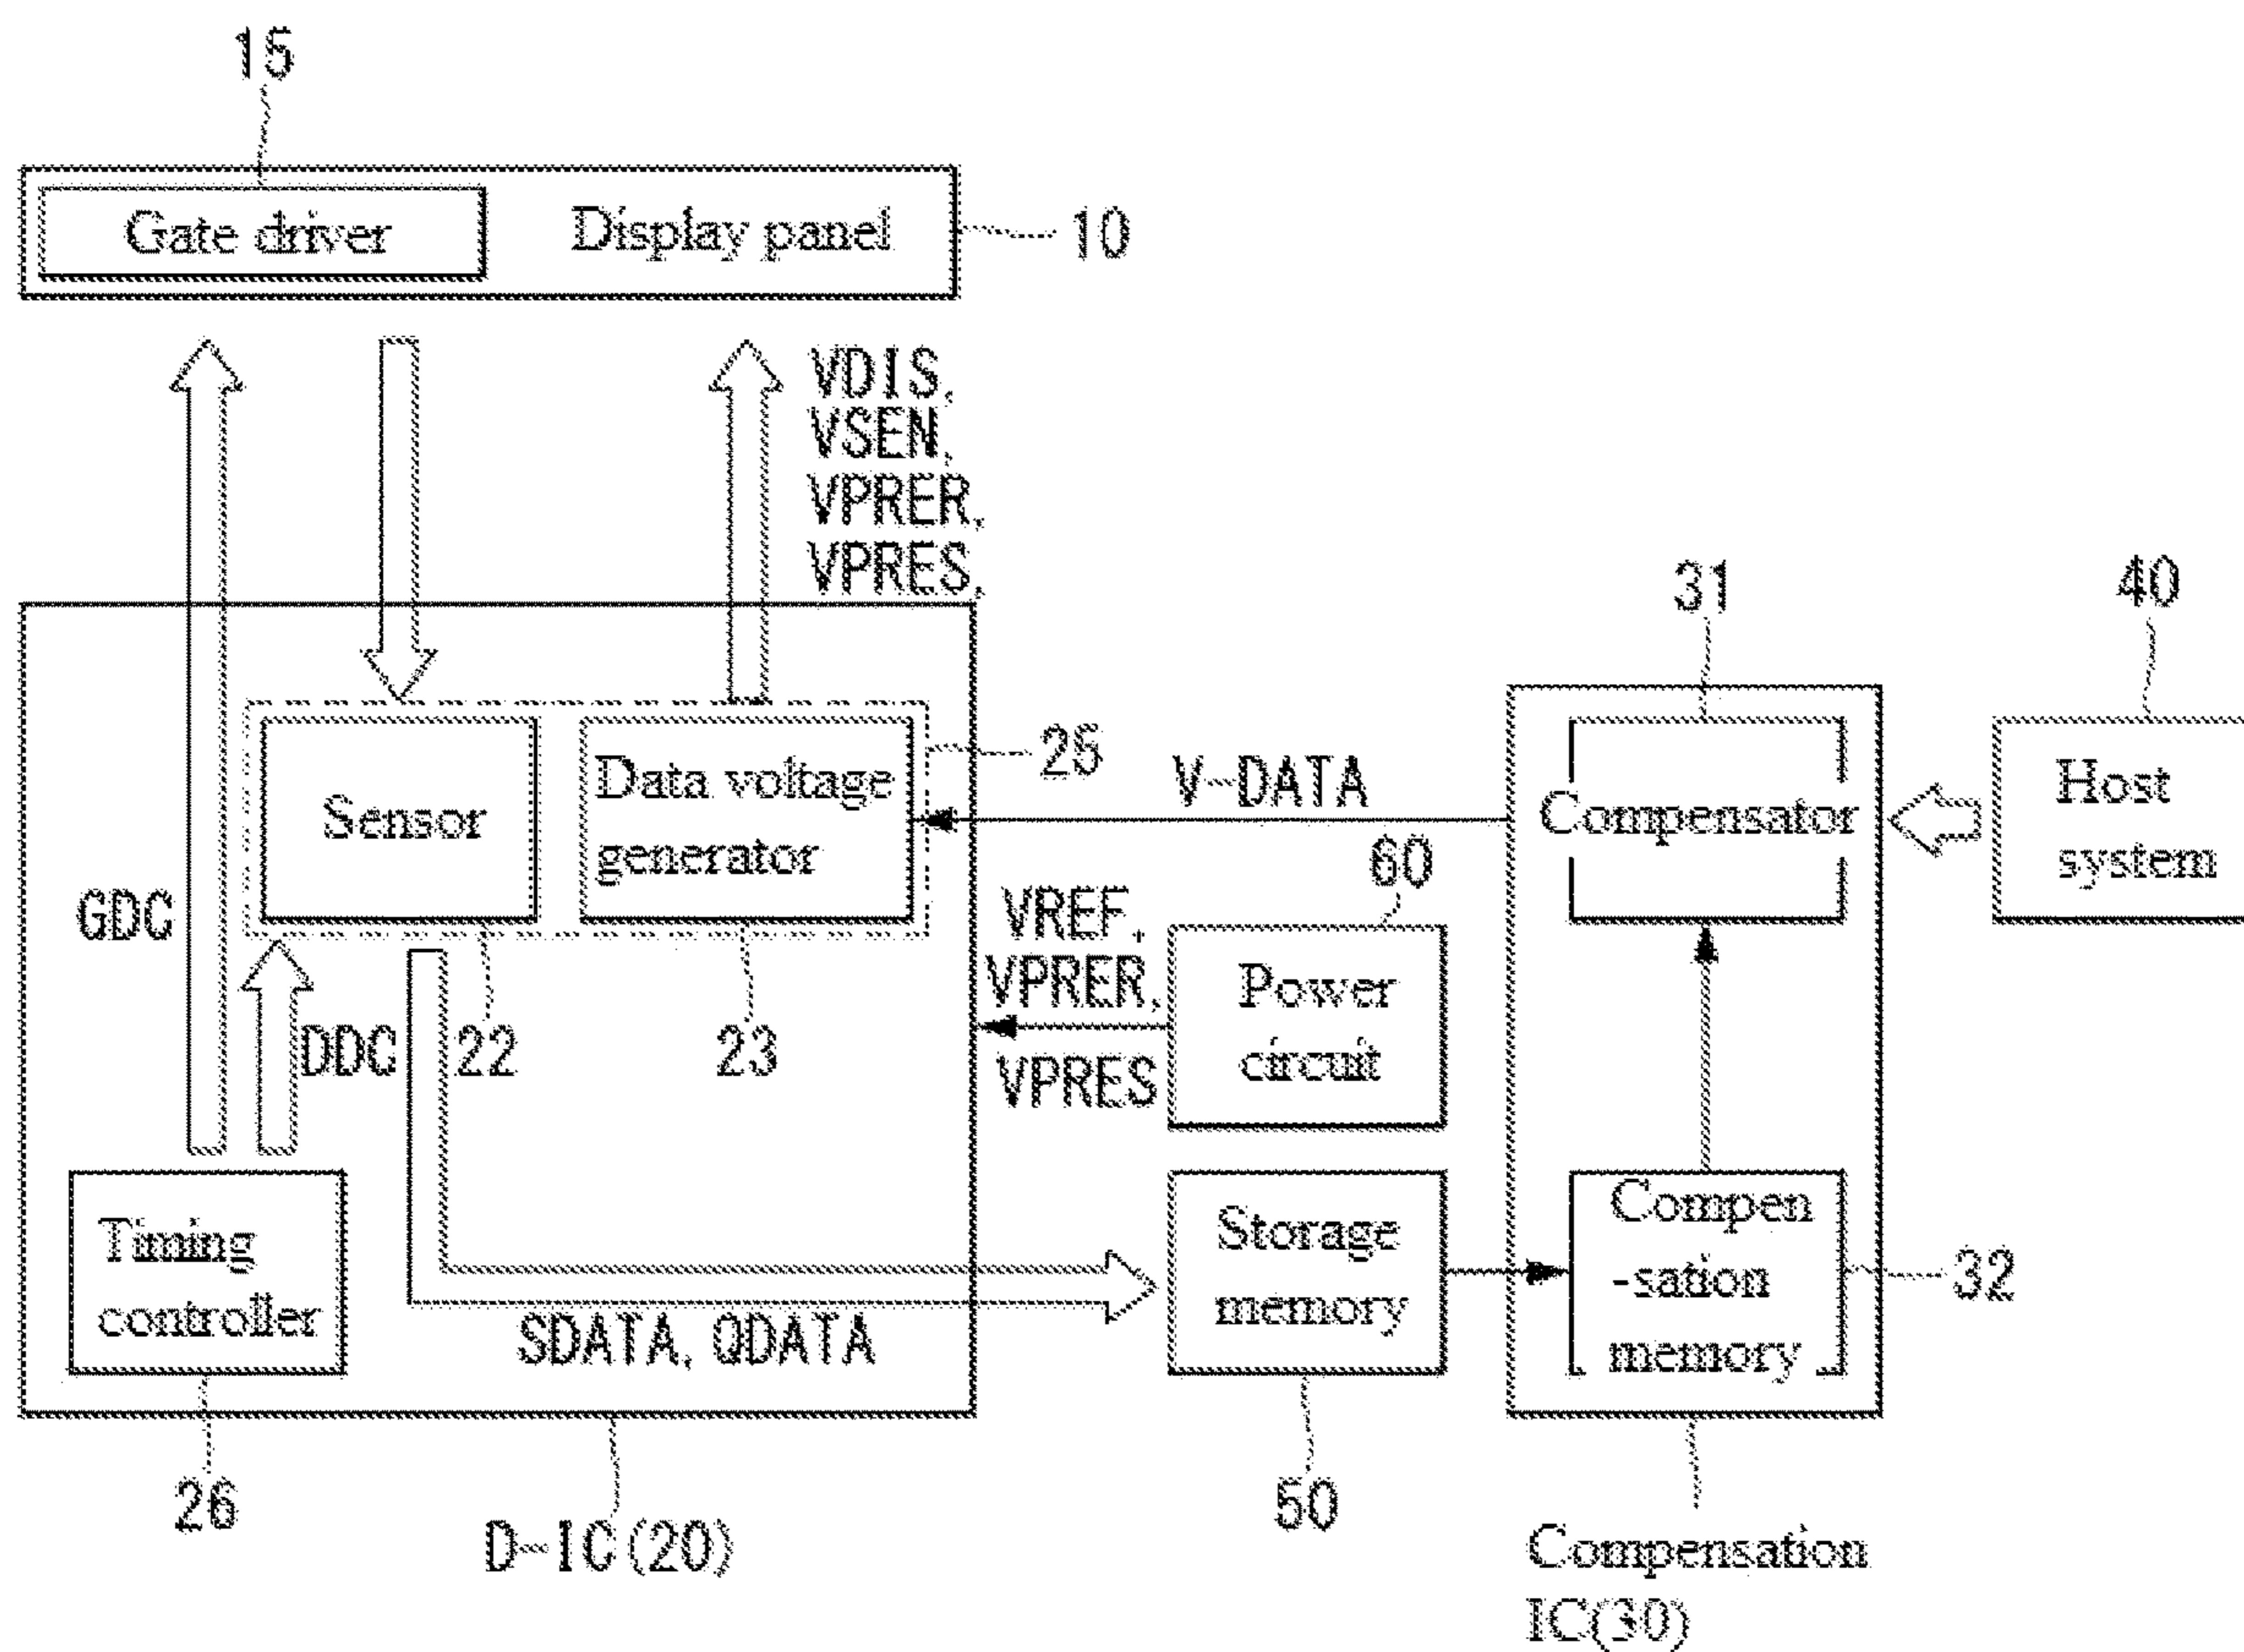 15
Gate driver
Display panel
10
VDIS,
VSEN,
VPRER,
VPRES,
31
40
25
Sensor
Data voltage
generator
V-DATA
Compensator
Host
system
60
GDC
VREF,
VPRER,
VPRES
Power
circuit
DDC
22
23
Timing
controller
SDATA, QDATA
Storage
memory
Compen
-sation
memory
32
26
D-IC(20)
50
Compensation
IC(30)